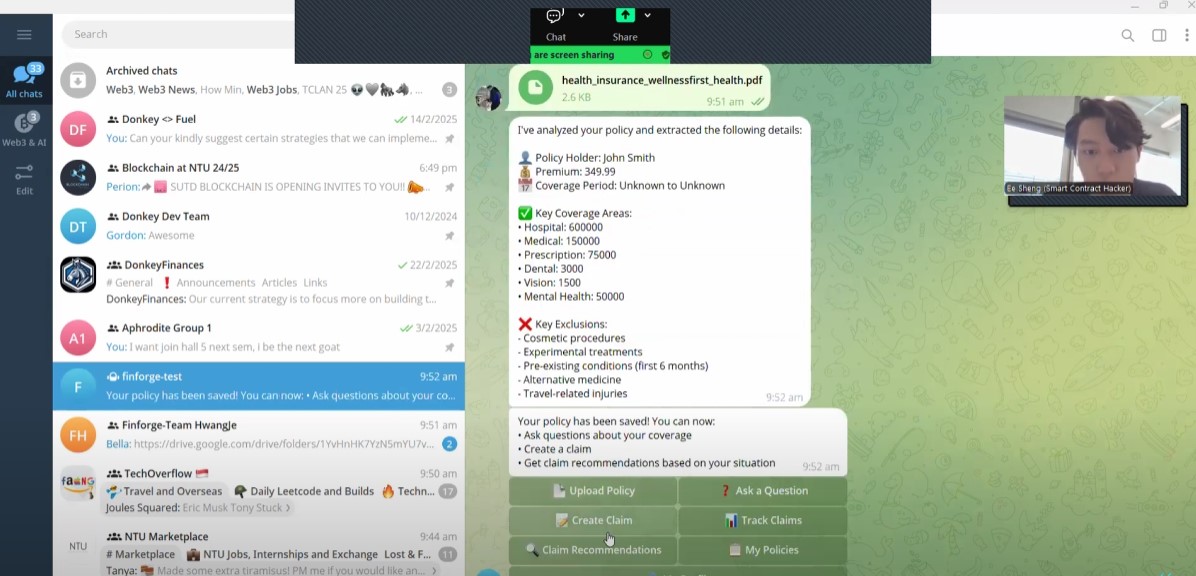 Chat
Share
are screen sharing
Search
33
All chats
3
Web3 & AI
Edit
Archived chats
Web3, Web3 News, How Min, Web3 Jobs, TCLAN 25
3
DF
Donkey <> Fuel
14/2/2025
You: Can your kindly suggest certain strategies that we can impleme...
Blockchain at NTU 24/25
6:49 pm
Perion: SUTD BLOCKCHAIN IS OPENING INVITES TO YOU!!
DT
Donkey Dev Team
10/12/2024
Gordon: Awesome
DonkeyFinances
22/2/2025
# General Announcements Articles Links
DonkeyFinances: Our current strategy is to focus more on building t...
A1
Aphrodite Group 1
3/2/2025
You: I want join hall 5 next sem, i be the next goat
F
finforge-test
9:52 am
Your policy has been saved! You can now: • Ask questions about your co...
FH
Finforge-Team Hwangle
9:51 am
Bella: https://drive.google.com/drive/folders/1YvHnHK7YzN5mYU7v...
2
TechOverflow
9:50 am
Travel and Overseas Daily Leetcode and Builds Techn...
17
Joules Squared: Eric Musk Tony Stuck >
NTU
NTU Marketplace
9:44 am
# Marketplace NTU Jobs, Internships and Exchange Lost & F...
11
Tanya: Made some extra tiramisus! PM me if you would like an...
health_insurance_wellnessfirst_health.pdf
2.6 KB
9:51 am
I've analyzed your policy and extracted the following details:
Policy Holder: John Smith
Premium: 349.99
Coverage Period: Unknown to Unknown
Key Coverage Areas:
• Hospital: 600000
• Medical: 150000
• Prescription: 75000
• Dental: 3000
• Vision: 1500
• Mental Health: 50000
Key Exclusions:
- Cosmetic procedures
- Experimental treatments
- Pre-existing conditions (first 6 months)
- Alternative medicine
- Travel-related injuries
9:52 am
Your policy has been saved! You can now:
• Ask questions about your coverage
• Create a claim
• Get claim recommendations based on your situation
9:52 am
Upload Policy
Ask a Question
Create Claim
Track Claims
Claim Recommendations
My Policies
Ee Sheng (Smart Contract Hacker)